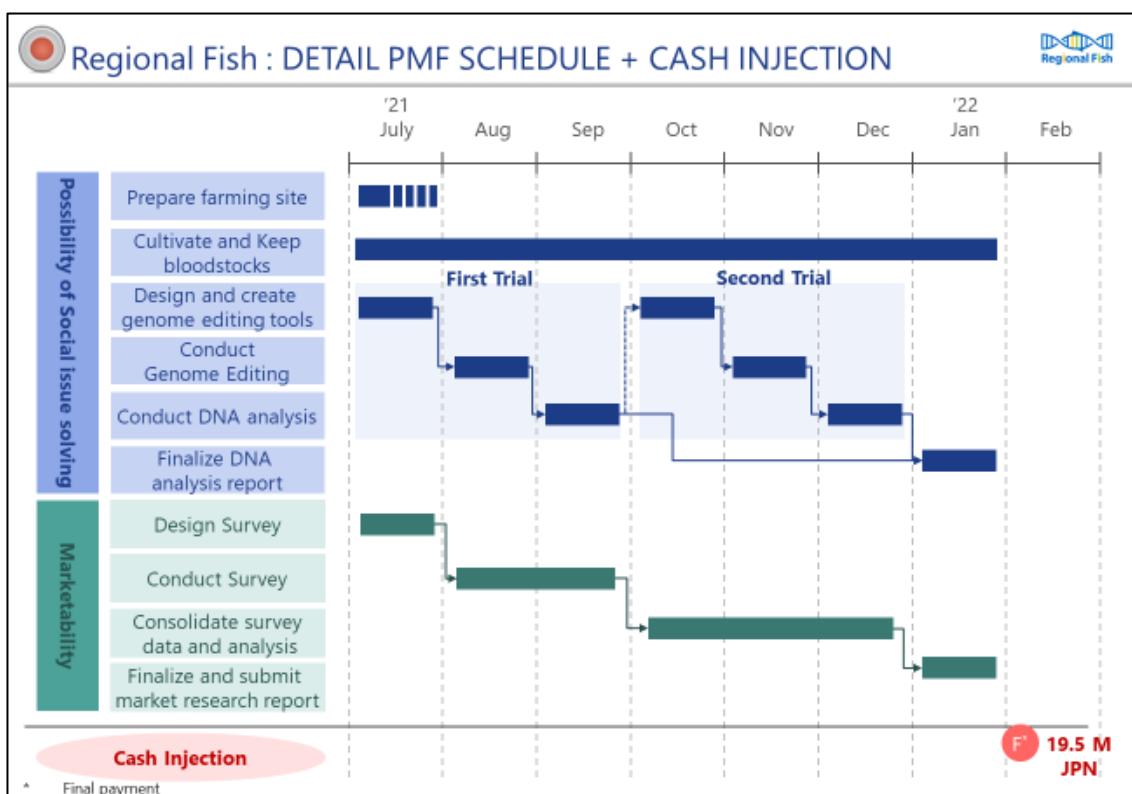 Regional Fish : DETAIL PMF SCHEDULE + CASH INJECTION
Regional Fish
'21
July
Aug
Sep
Oct
Nov
Dec
'22
Jan
Feb
Possibility of Social issue solving
Prepare farming site
Cultivate and Keep
bloodstocks
First Trial
Second Trial
Design and create
genome editing tools
Conduct
Genome Editing
Conduct DNA analysis
Finalize DNA
analysis report
Marketability
Design Survey
Conduct Survey
Consolidate survey
data and analysis
Finalize and submit
market research report
Cash Injection
F*
19.5 M
JPN
* Final payment